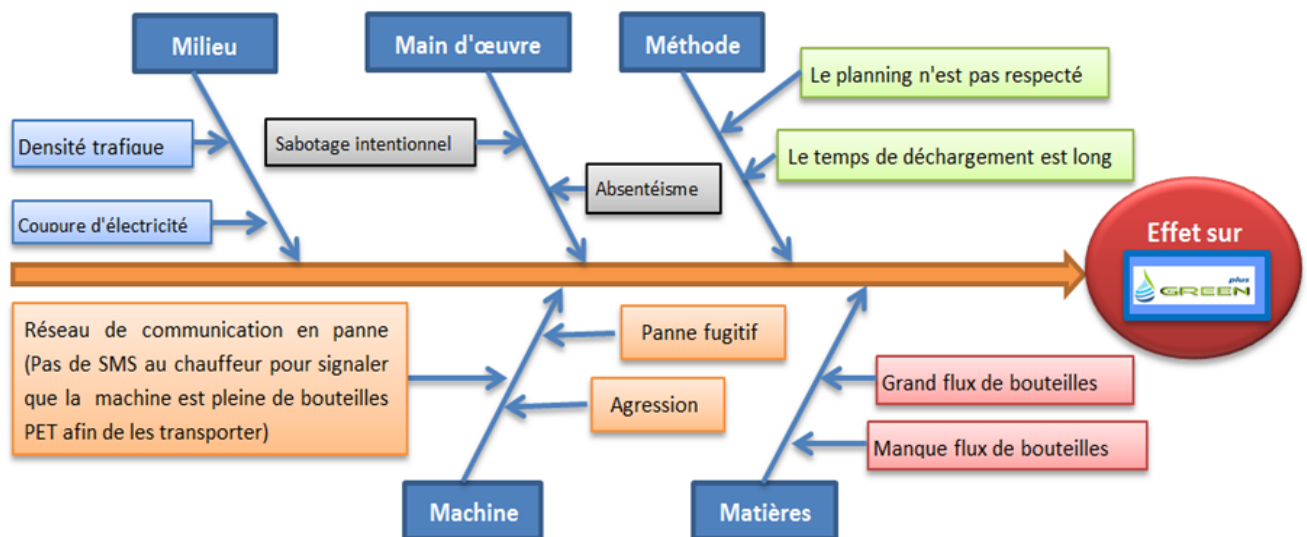 Milieu
Main d'œuvre
Méthode
Le planning n'est pas respecté
Densité trafique
Sabotage intentionnel
Le temps de déchargement est long
Absentéisme
Coupure d'électricité
Effet sur
plus
GREEN
Réseau de communication en panne
(Pas de SMS au chauffeur pour signaler
que la machine est pleine de bouteilles
PET afin de les transporter)
Panne fugitif
Agression
Grand flux de bouteilles
Manque flux de bouteilles
Machine
Matières